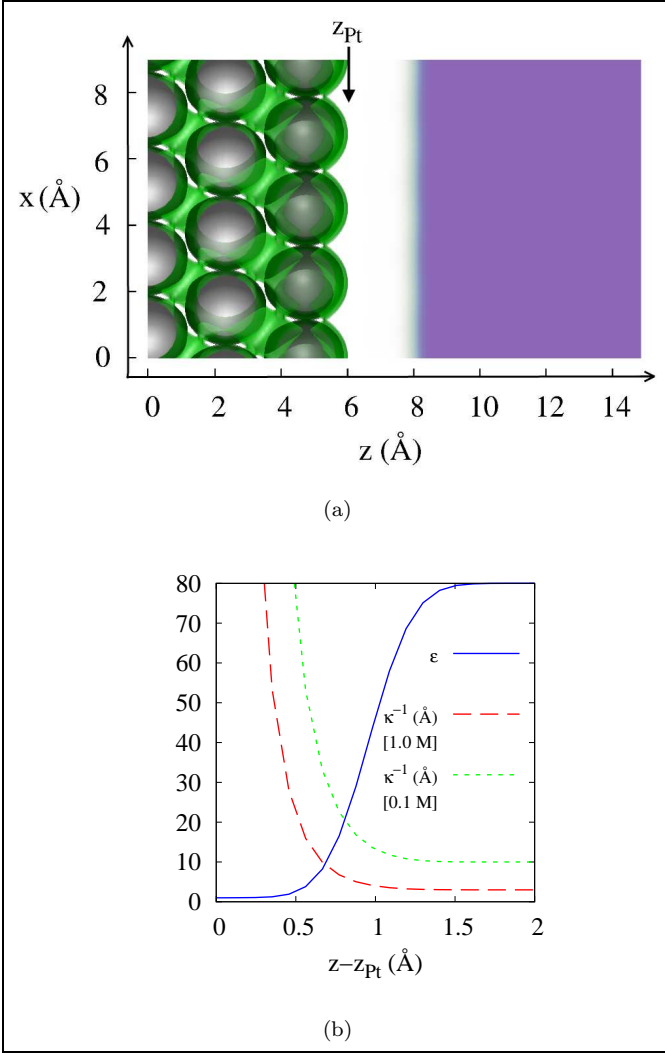 z_Pt
8
6
x (Å)
4
2
0
0 2 4 6 8 10 12 14
z (Å)
(a)
80
70
60
ε
50
κ⁻¹ (Å)
[1.0 M]
40
κ⁻¹ (Å)
30
[0.1 M]
20
10
0
0 0.5 1 1.5 2
z−z_Pt (Å)
(b)